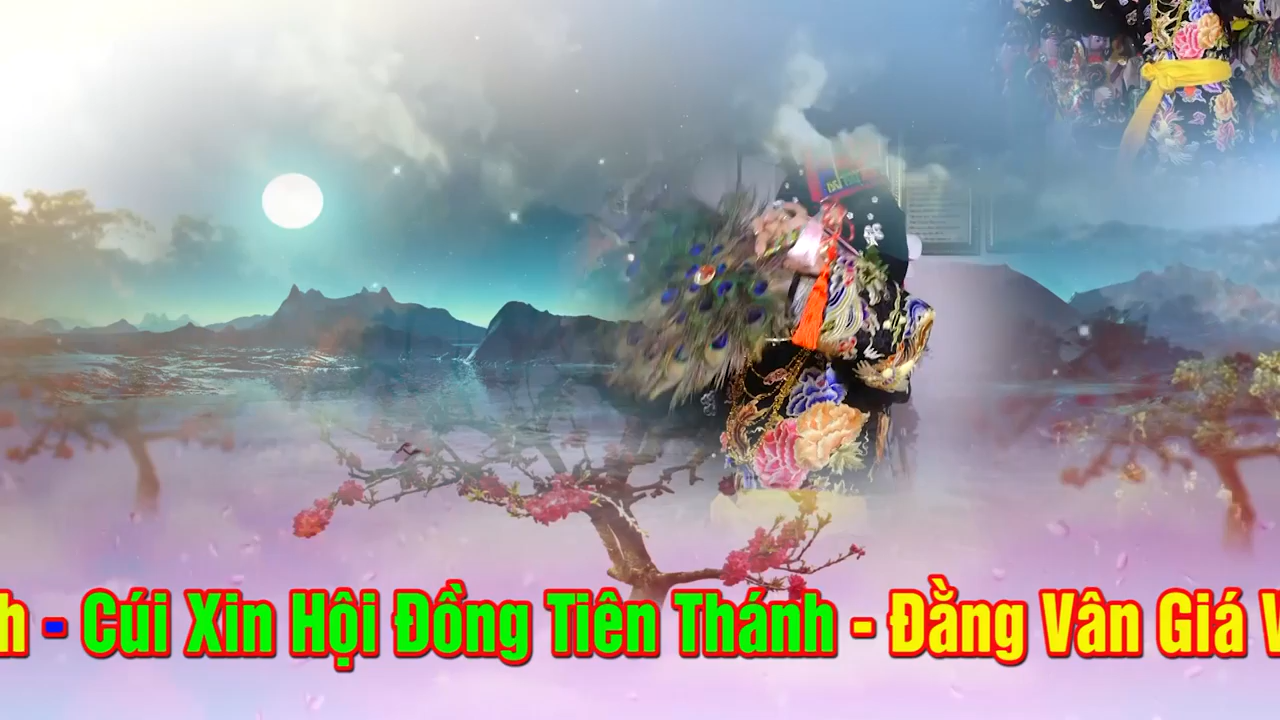 h - Cúi Xin Hội Đồng Tiên Thánh - Đằng Vân Giá V